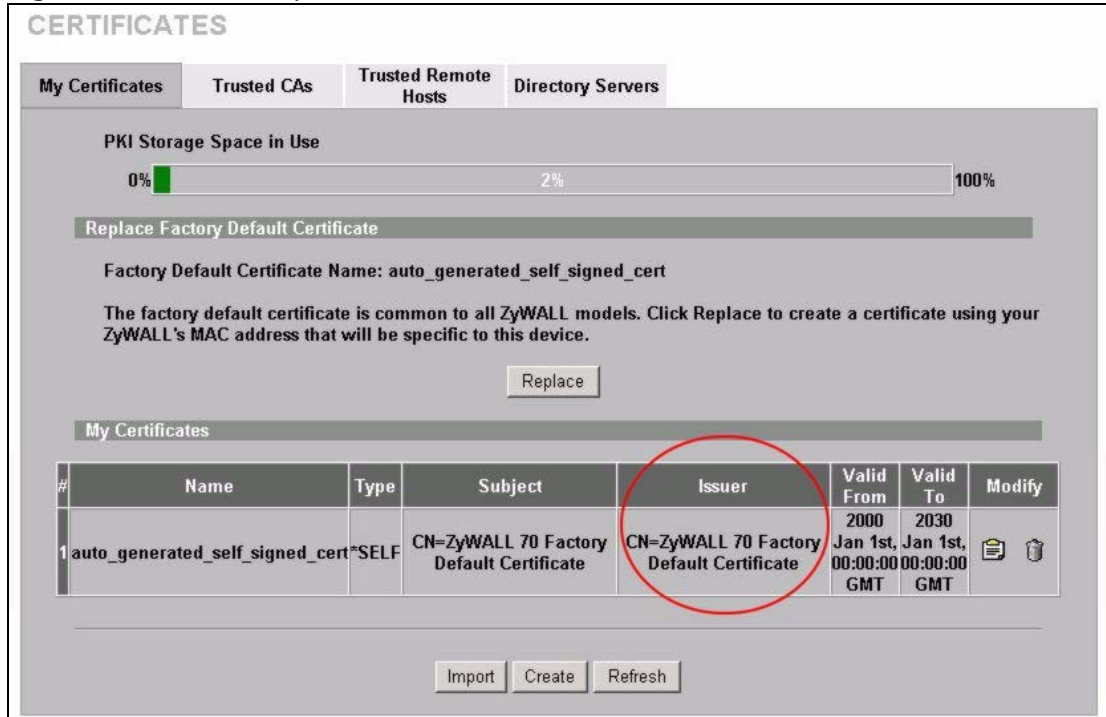 CERTIFICATES
My Certificates
Trusted CAs
Trusted Remote
Hosts
Directory Servers
PKI Storage Space in Use
0%
2%
100%
Replace Factory Default Certificate
Factory Default Certificate Name: auto_generated_self_signed_cert
The factory default certificate is common to all ZyWALL models. Click Replace to create a certificate using your
ZyWALL's MAC address that will be specific to this device.
Replace
My Certificates
# Name Type Subject Issuer Valid From Valid To Modify
1 auto_generated_self_signed_cert *SELF CN=ZyWALL 70 Factory Default Certificate CN=ZyWALL 70 Factory Default Certificate 2000 Jan 1st, 00:00:00 GMT 2030 Jan 1st, 00:00:00 GMT
Import Create Refresh